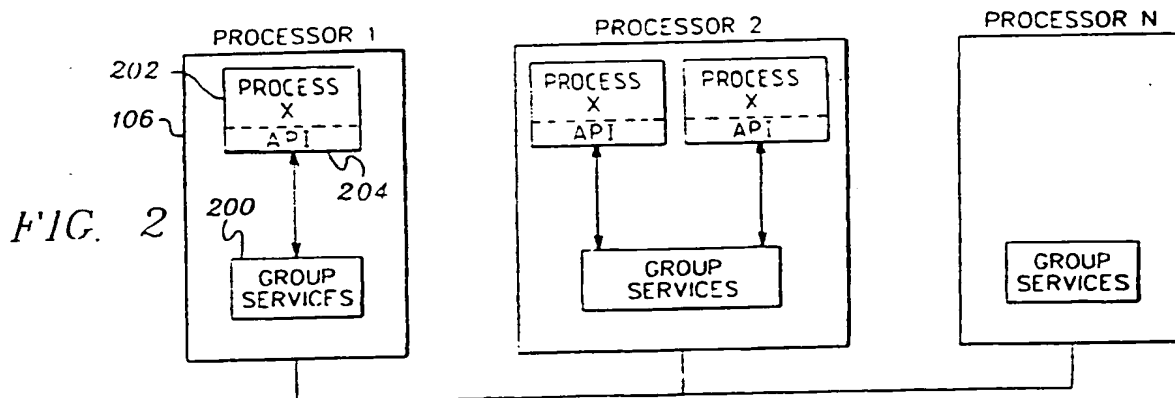 PROCESSOR 1
PROCESSOR 2
PROCESSOR N
202
PROCESS
X
API
PROCESS
X
API
PROCESS
X
API
106
204
200
FIG. 2
GROUP
SERVICES
GROUP
SERVICES
GROUP
SERVICES